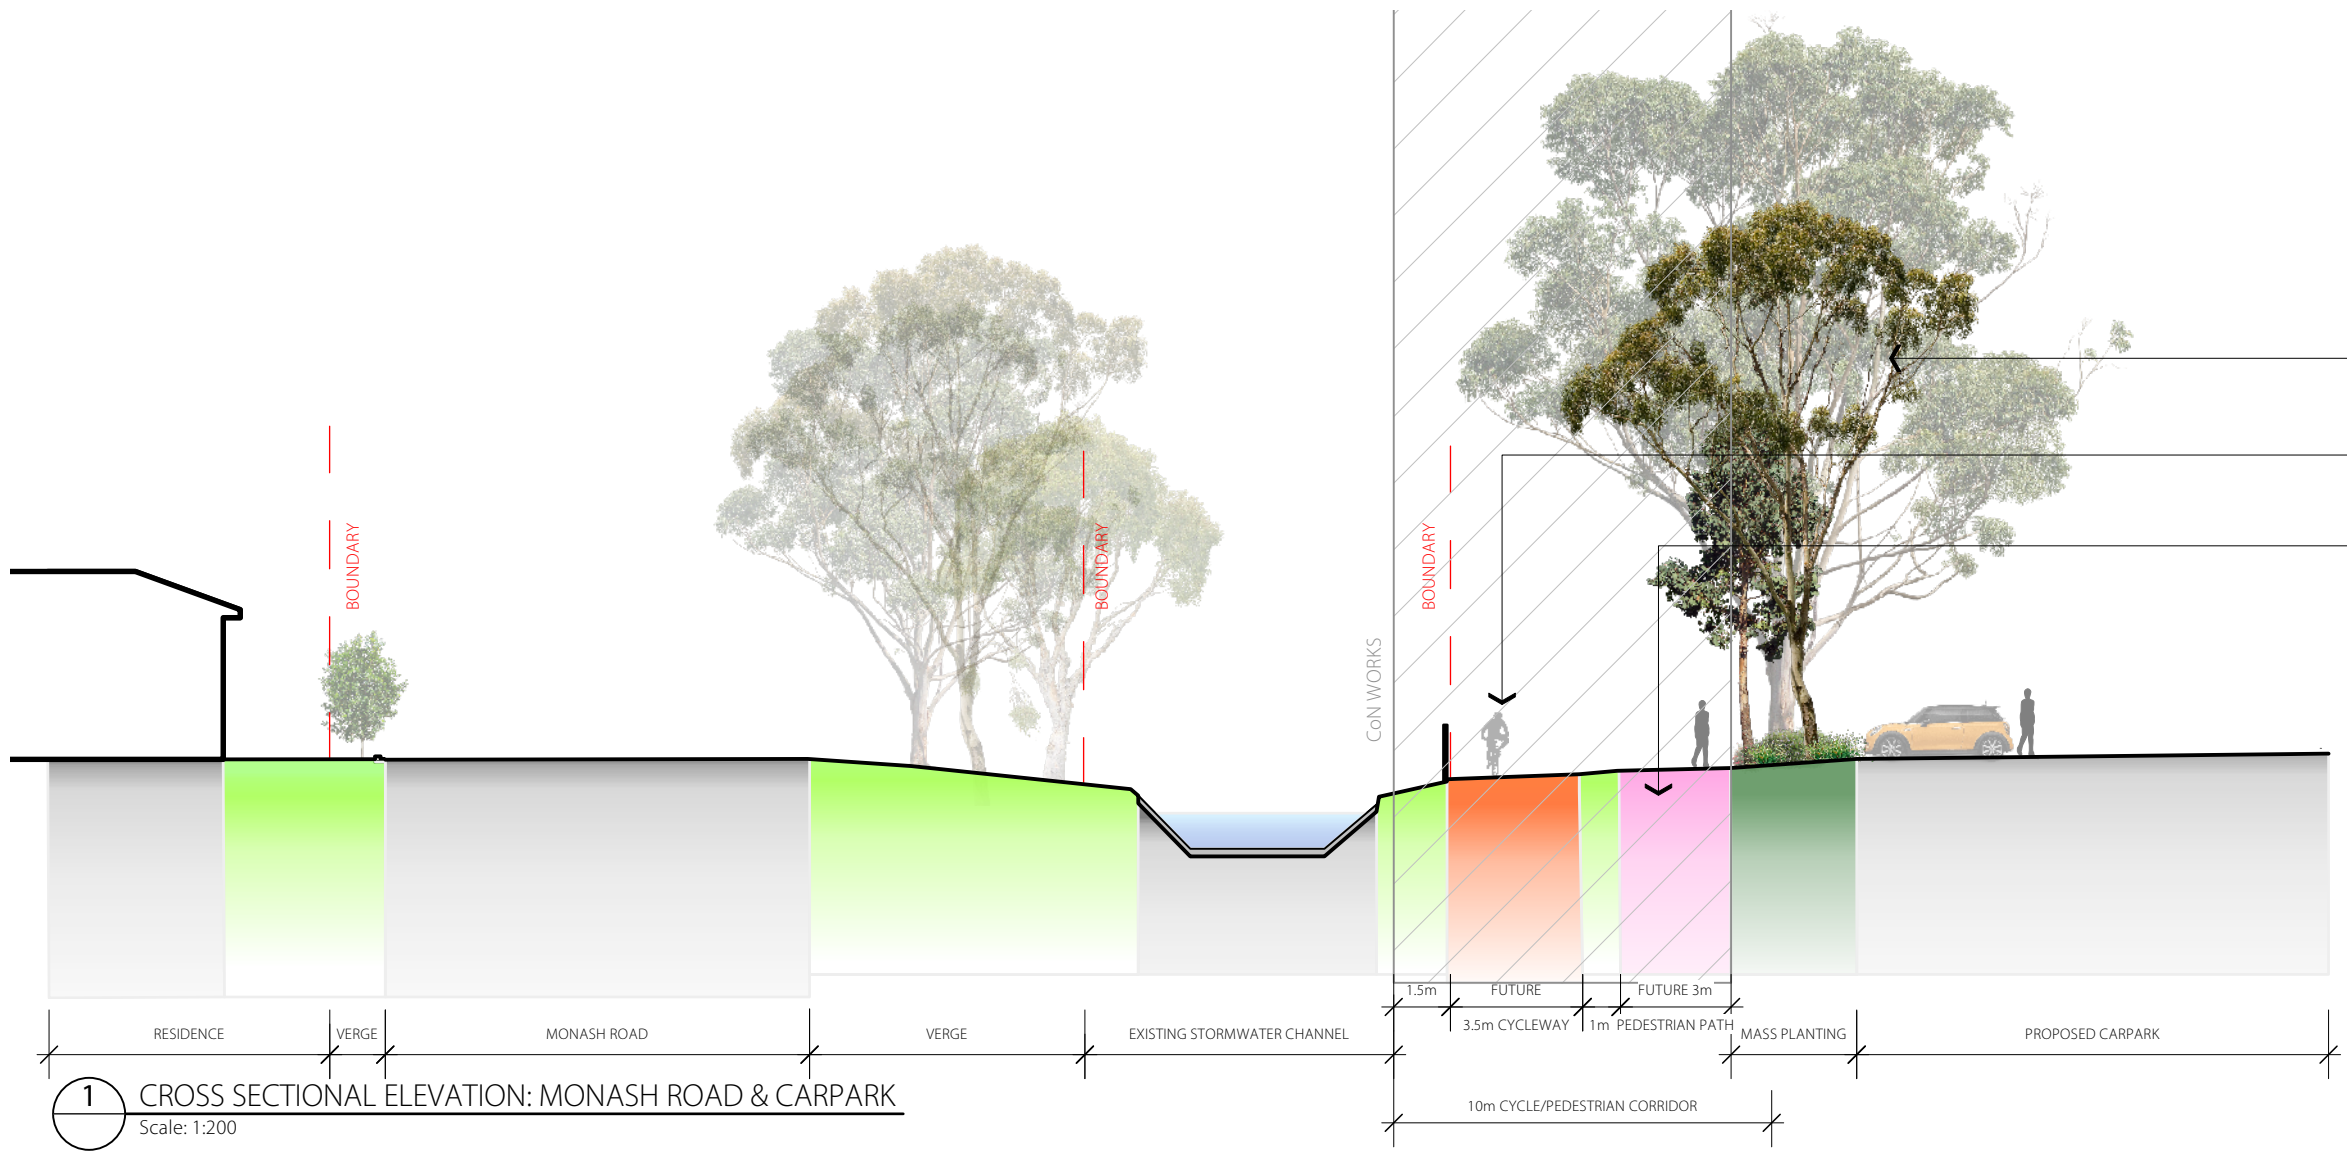 BOUNDARY
BOUNDARY
BOUNDARY
CoN WORKS
1.5m
FUTURE
3.5m CYCLEWAY
1m
FUTURE 3m
PEDESTRIAN PATH
RESIDENCE
VERGE
MONASH ROAD
VERGE
EXISTING STORMWATER CHANNEL
MASS PLANTING
PROPOSED CARPARK
10m CYCLE/PEDESTRIAN CORRIDOR
1
CROSS SECTIONAL ELEVATION: MONASH ROAD & CARPARK
Scale: 1:200